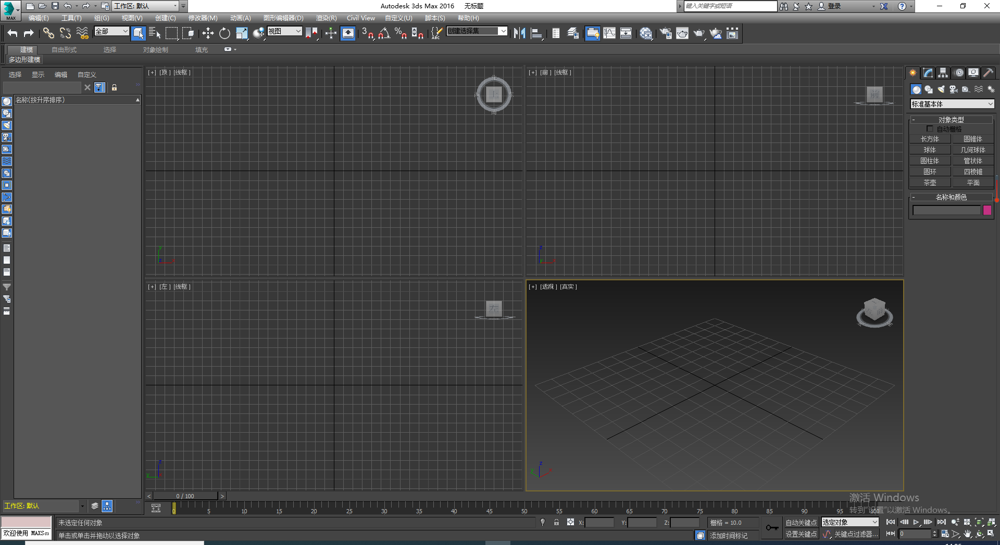 工作区: 默认
Autodesk 3ds Max 2016 无标题
键入关键字或短语
登录
MAX
编辑(E) 工具(T) 组(G) 视图(V) 创建(C) 修改器(M) 动画(A) 图形编辑器(D) 渲染(R) Civil View 自定义(U) 脚本(S) 帮助(H)
全部
视图
3
%
ABC
创建选择集
建模 自由形式 选择 对象绘制 填充
多边形建模
选择 显示 编辑 自定义
名称(按升序排序)
[+] [顶] [线框]
北
西
上
东
南
[+] [前] [线框]
前
标准基本体
- 对象类型
自动栅格
长方体 圆锥体
球体 几何球体
圆柱体 管状体
圆环 四棱锥
茶壶 平面
- 名称和颜色
y
z x
z
y x
[+] [左] [线框]
左
z
y
[+] [透视] [真实]
z
y x
0 / 100
工作区: 默认
0 5 10 15 20 25 30 35 40 45 50 55 60 65 70 75 80 85 90 95 100
激活 Windows
转到"设置"以激活 Windows。
未选定任何对象
X: Y: Z:
栅格 = 10.0
自动关键点
选定对象
欢迎使用 MAXScr
单击或单击并拖动以选择对象
添加时间标记
设置关键点
关键点过滤器...
0